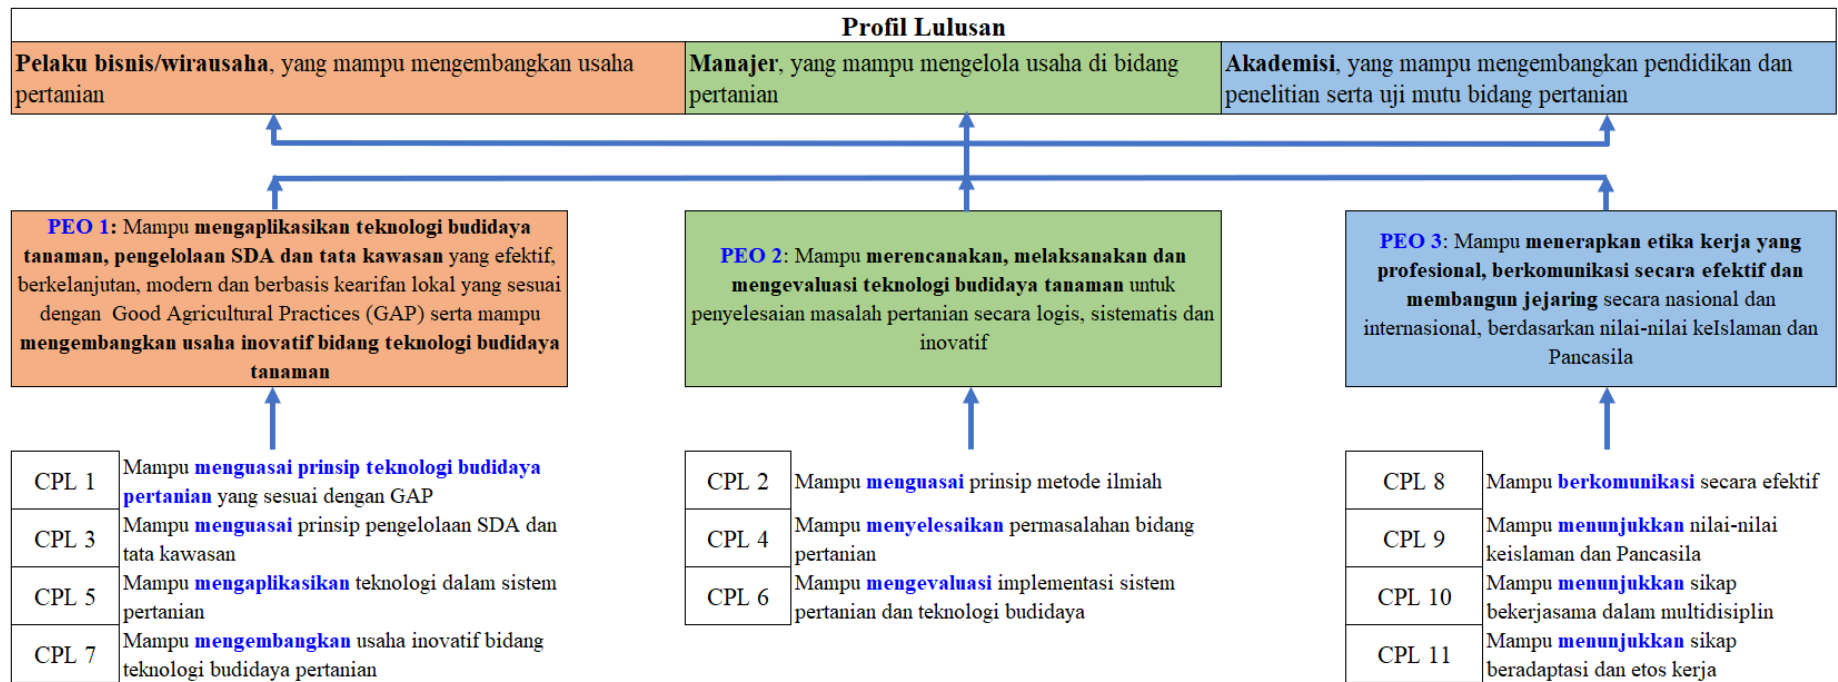 Profil Lulusan
Pelaku bisnis/wirausaha, yang mampu mengembangkan usaha
pertanian
Manajer, yang mampu mengelola usaha di bidang
pertanian
Akademisi, yang mampu mengembangkan pendidikan dan
penelitian serta uji mutu bidang pertanian
PEO 1: Mampu mengaplikasikan teknologi budidaya
tanaman, pengelolaan SDA dan tata kawasan yang efektif,
berkelanjutan, modern dan berbasis kearifan lokal yang sesuai
dengan Good Agricultural Practices (GAP) serta mampu
mengembangkan usaha inovatif bidang teknologi budidaya
tanaman
PEO 2: Mampu merencanakan, melaksanakan dan
mengevaluasi teknologi budidaya tanaman untuk
penyelesaian masalah pertanian secara logis, sistematis dan
inovatif
PEO 3: Mampu menerapkan etika kerja yang
profesional, berkomunikasi secara efektif dan
membangun jejaring secara nasional dan
internasional, berdasarkan nilai-nilai keIslaman dan
Pancasila
CPL 1
Mampu menguasai prinsip teknologi budidaya
pertanian yang sesuai dengan GAP
CPL 3
Mampu menguasai prinsip pengelolaan SDA dan
tata kawasan
CPL 5
Mampu mengaplikasikan teknologi dalam sistem
pertanian
CPL 7
Mampu mengembangkan usaha inovatif bidang
teknologi budidaya pertanian
CPL 2
Mampu menguasai prinsip metode ilmiah
CPL 4
Mampu menyelesaikan permasalahan bidang
pertanian
CPL 6
Mampu mengevaluasi implementasi sistem
pertanian dan teknologi budidaya
CPL 8
Mampu berkomunikasi secara efektif
CPL 9
Mampu menunjukkan nilai-nilai
keislaman dan Pancasila
CPL 10
Mampu menunjukkan sikap
bekerjasama dalam multidisiplin
CPL 11
Mampu menunjukkan sikap
beradaptasi dan etos kerja